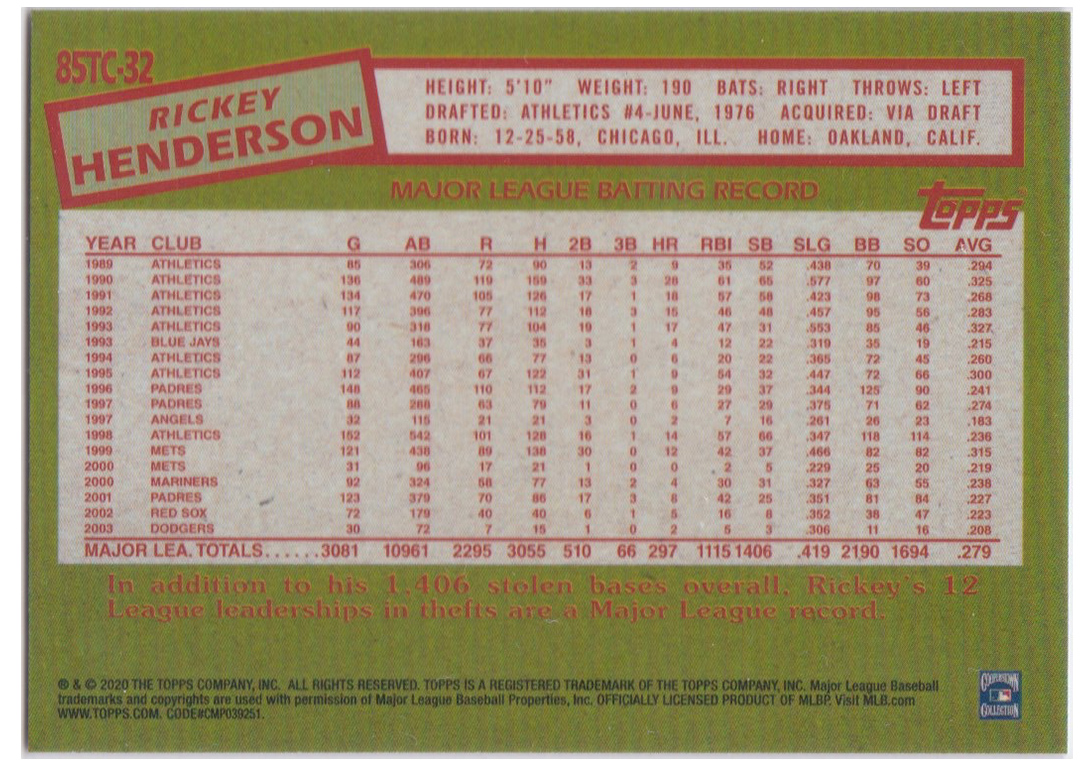 85TC-32
RICKEY
HENDERSON
HEIGHT: 5'10" WEIGHT: 190 BATS: RIGHT THROWS: LEFT
DRAFTED: ATHLETICS #4-JUNE, 1976 ACQUIRED: VIA DRAFT
BORN: 12-25-58, CHICAGO, ILL. HOME: OAKLAND, CALIF.
MAJOR LEAGUE BATTING RECORD
TOPPS
YEAR CLUB G AB R H 2B 3B HR RBI SB SLG BB SO AVG
1989 ATHLETICS 85 306 72 90 13 2 9 35 52 .438 70 39 .294
1990 ATHLETICS 136 489 119 159 33 3 28 61 65 .577 97 60 .325
1991 ATHLETICS 134 470 105 126 17 1 18 57 58 .423 98 73 .268
1992 ATHLETICS 117 396 77 112 18 3 15 46 48 .457 95 56 .283
1993 ATHLETICS 90 318 77 104 19 1 17 47 31 .553 85 46 .327
1993 BLUE JAYS 44 163 37 35 3 1 4 12 22 .319 35 19 .215
1994 ATHLETICS 87 296 66 77 13 0 6 20 22 .365 72 45 .260
1995 ATHLETICS 112 407 67 122 31 1 9 54 32 .447 72 66 .300
1996 PADRES 148 465 110 112 17 2 9 29 37 .344 125 90 .241
1997 PADRES 88 288 63 79 11 0 6 27 29 .375 71 62 .274
1997 ANGELS 32 115 21 21 3 0 2 7 16 .261 26 23 .183
1998 ATHLETICS 152 542 101 128 16 1 14 57 66 .347 118 114 .236
1999 METS 121 438 89 138 30 0 12 42 37 .466 82 82 .315
2000 METS 31 96 17 21 1 0 0 2 5 .229 25 20 .219
2000 MARINERS 92 324 58 77 13 2 4 30 31 .327 63 55 .238
2001 PADRES 123 379 70 86 17 3 8 42 25 .351 81 84 .227
2002 RED SOX 72 179 40 40 6 1 5 16 8 .352 38 47 .223
2003 DODGERS 30 72 7 15 1 0 2 5 3 .306 11 16 .208
MAJOR LEA. TOTALS......3081 10961 2295 3055 510 66 297 1115 1406 .419 2190 1694 .279
In addition to his 1,406 stolen bases overall, Rickey's 12
League leaderships in thefts are a Major League record.
® & © 2020 THE TOPPS COMPANY, INC. ALL RIGHTS RESERVED. TOPPS IS A REGISTERED TRADEMARK OF THE TOPPS COMPANY, INC. Major League Baseball
trademarks and copyrights are used with permission of Major League Baseball Properties, Inc. OFFICIALLY LICENSED PRODUCT OF MLBP. Visit MLB.com
WWW.TOPPS.COM. CODE#CMP039251.
COOPERSTOWN
COLLECTION